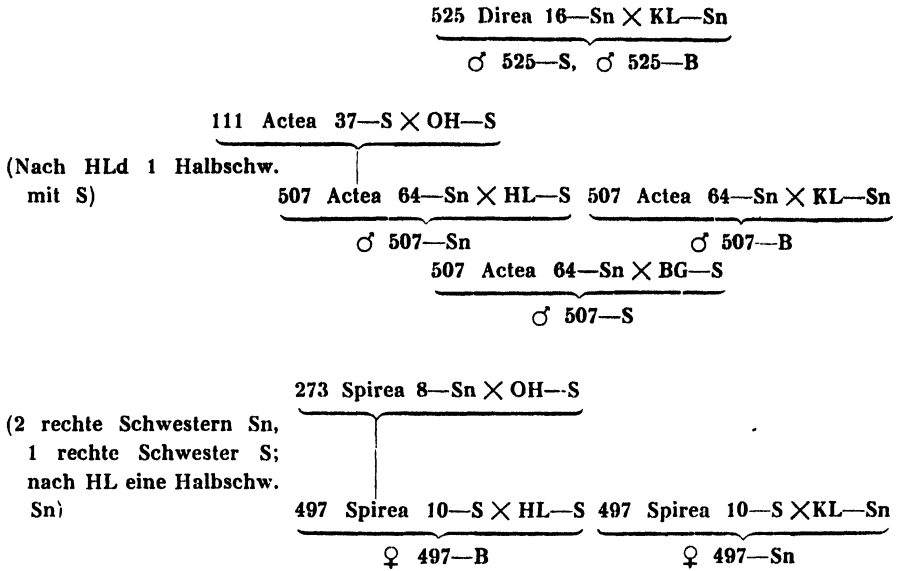 525 Direa 16—Sn × KL—Sn
♂ 525—S, ♂ 525—B
111 Actea 37—S × OH—S
(Nach HLd 1 Halbschw.
mit S)
507 Actea 64—Sn × HL—S 507 Actea 64—Sn × KL—Sn
♂ 507—Sn ♂ 507—B
507 Actea 64—Sn × BG—S
♂ 507—S
273 Spirea 8—Sn × OH—S
(2 rechte Schwestern Sn,
1 rechte Schwester S;
nach HL eine Halbschw.
Sn)
497 Spirea 10—S × HL—S 497 Spirea 10—S × KL—Sn
♀ 497—B ♀ 497—Sn